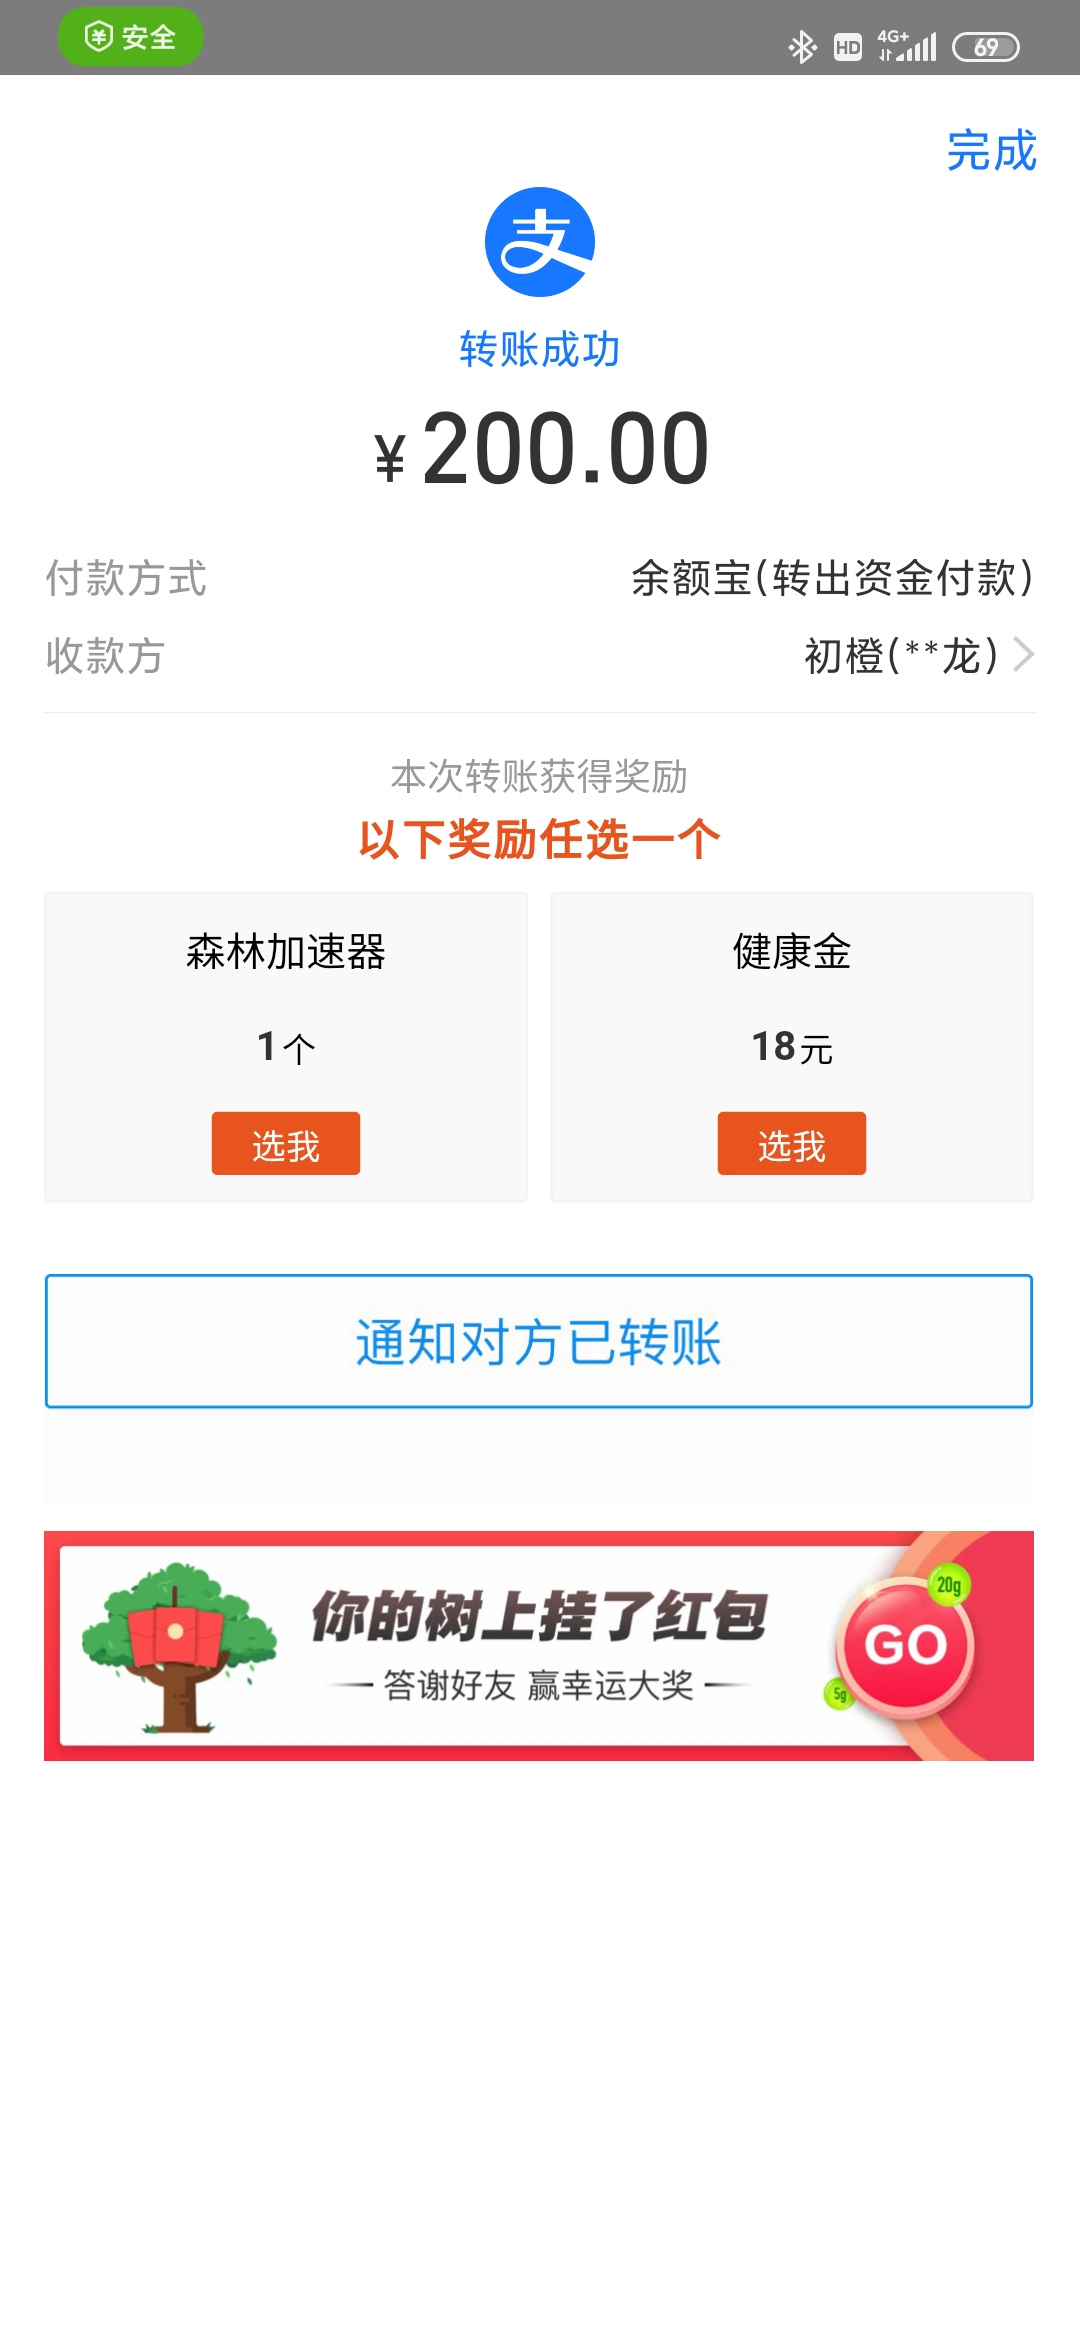 安全
HD 4G+ 69
完成
支
转账成功
¥200.00
付款方式 余额宝(转出资金付款)
收款方 初橙(**龙)
本次转账获得奖励
以下奖励任选一个
森林加速器 健康金
1个 18元
选我 选我
通知对方已转账
你的树上挂了红包
答谢好友 赢幸运大奖
20g
GO
5g